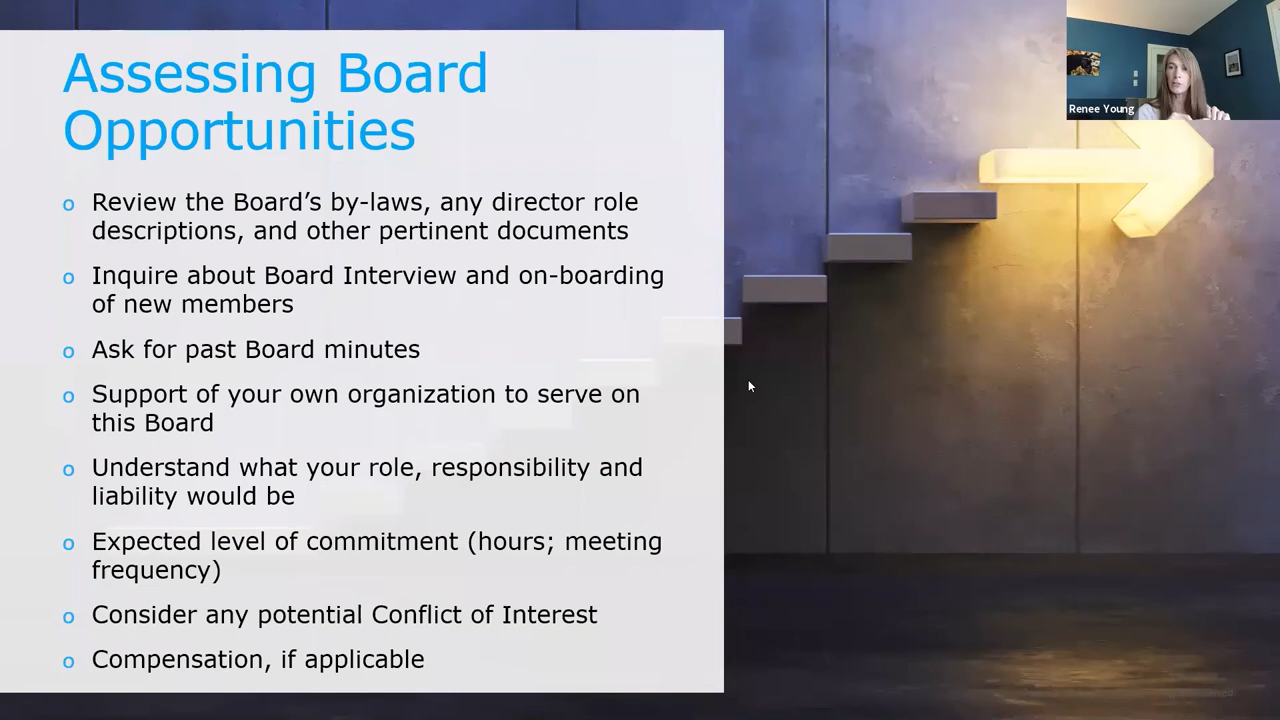 Assessing Board
Opportunities
o Review the Board’s by-laws, any director role
descriptions, and other pertinent documents
o Inquire about Board Interview and on-boarding
of new members
o Ask for past Board minutes
o Support of your own organization to serve on
this Board
o Understand what your role, responsibility and
liability would be
o Expected level of commitment (hours; meeting
frequency)
o Consider any potential Conflict of Interest
o Compensation, if applicable
Renee Young